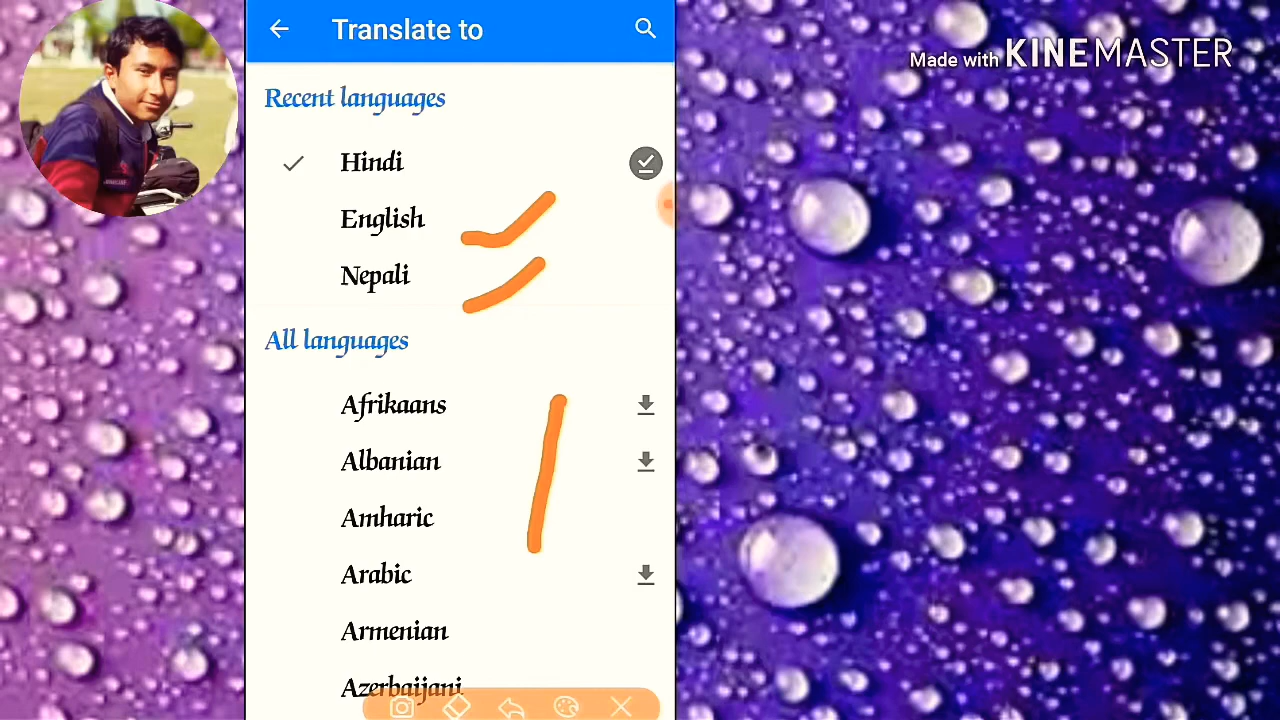 Translate to
Made with KINEMASTER
Recent languages
Hindi
English
Nepali
All languages
Afrikaans
Albanian
Amharic
Arabic
Armenian
Azerbaijani